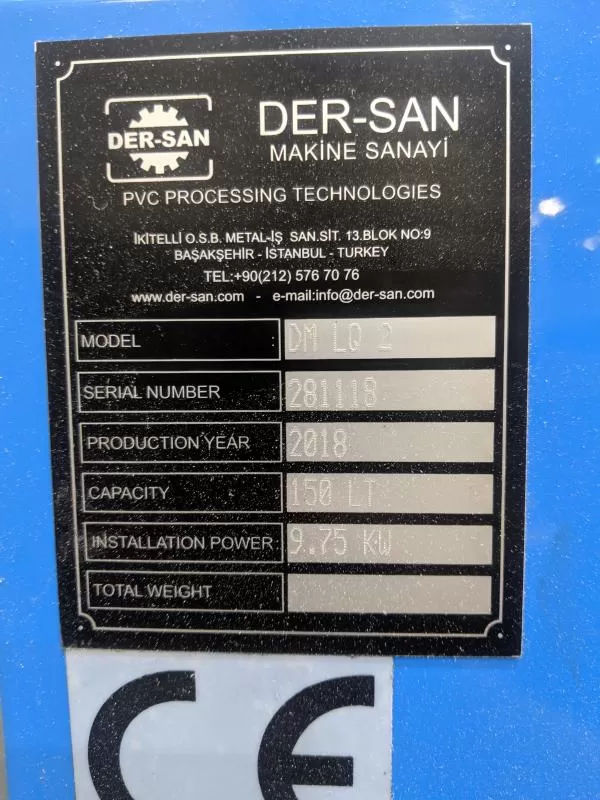 DER-SAN
DER-SAN
MAKİNE SANAYİ
PVC PROCESSING TECHNOLOGIES
İKİTELLİ O.S.B. METAL-İŞ SAN.SİT. 13.BLOK NO:9
BAŞAKŞEHİR - İSTANBUL - TURKEY
TEL:+90(212) 576 70 76
www.der-san.com - e-mail:info@der-san.com
MODEL : DM LQ 2
SERIAL NUMBER : 281118
PRODUCTION YEAR : 2018
CAPACITY : 150 LT
INSTALLATION POWER: 9.75 KW
TOTAL WEIGHT :
CE